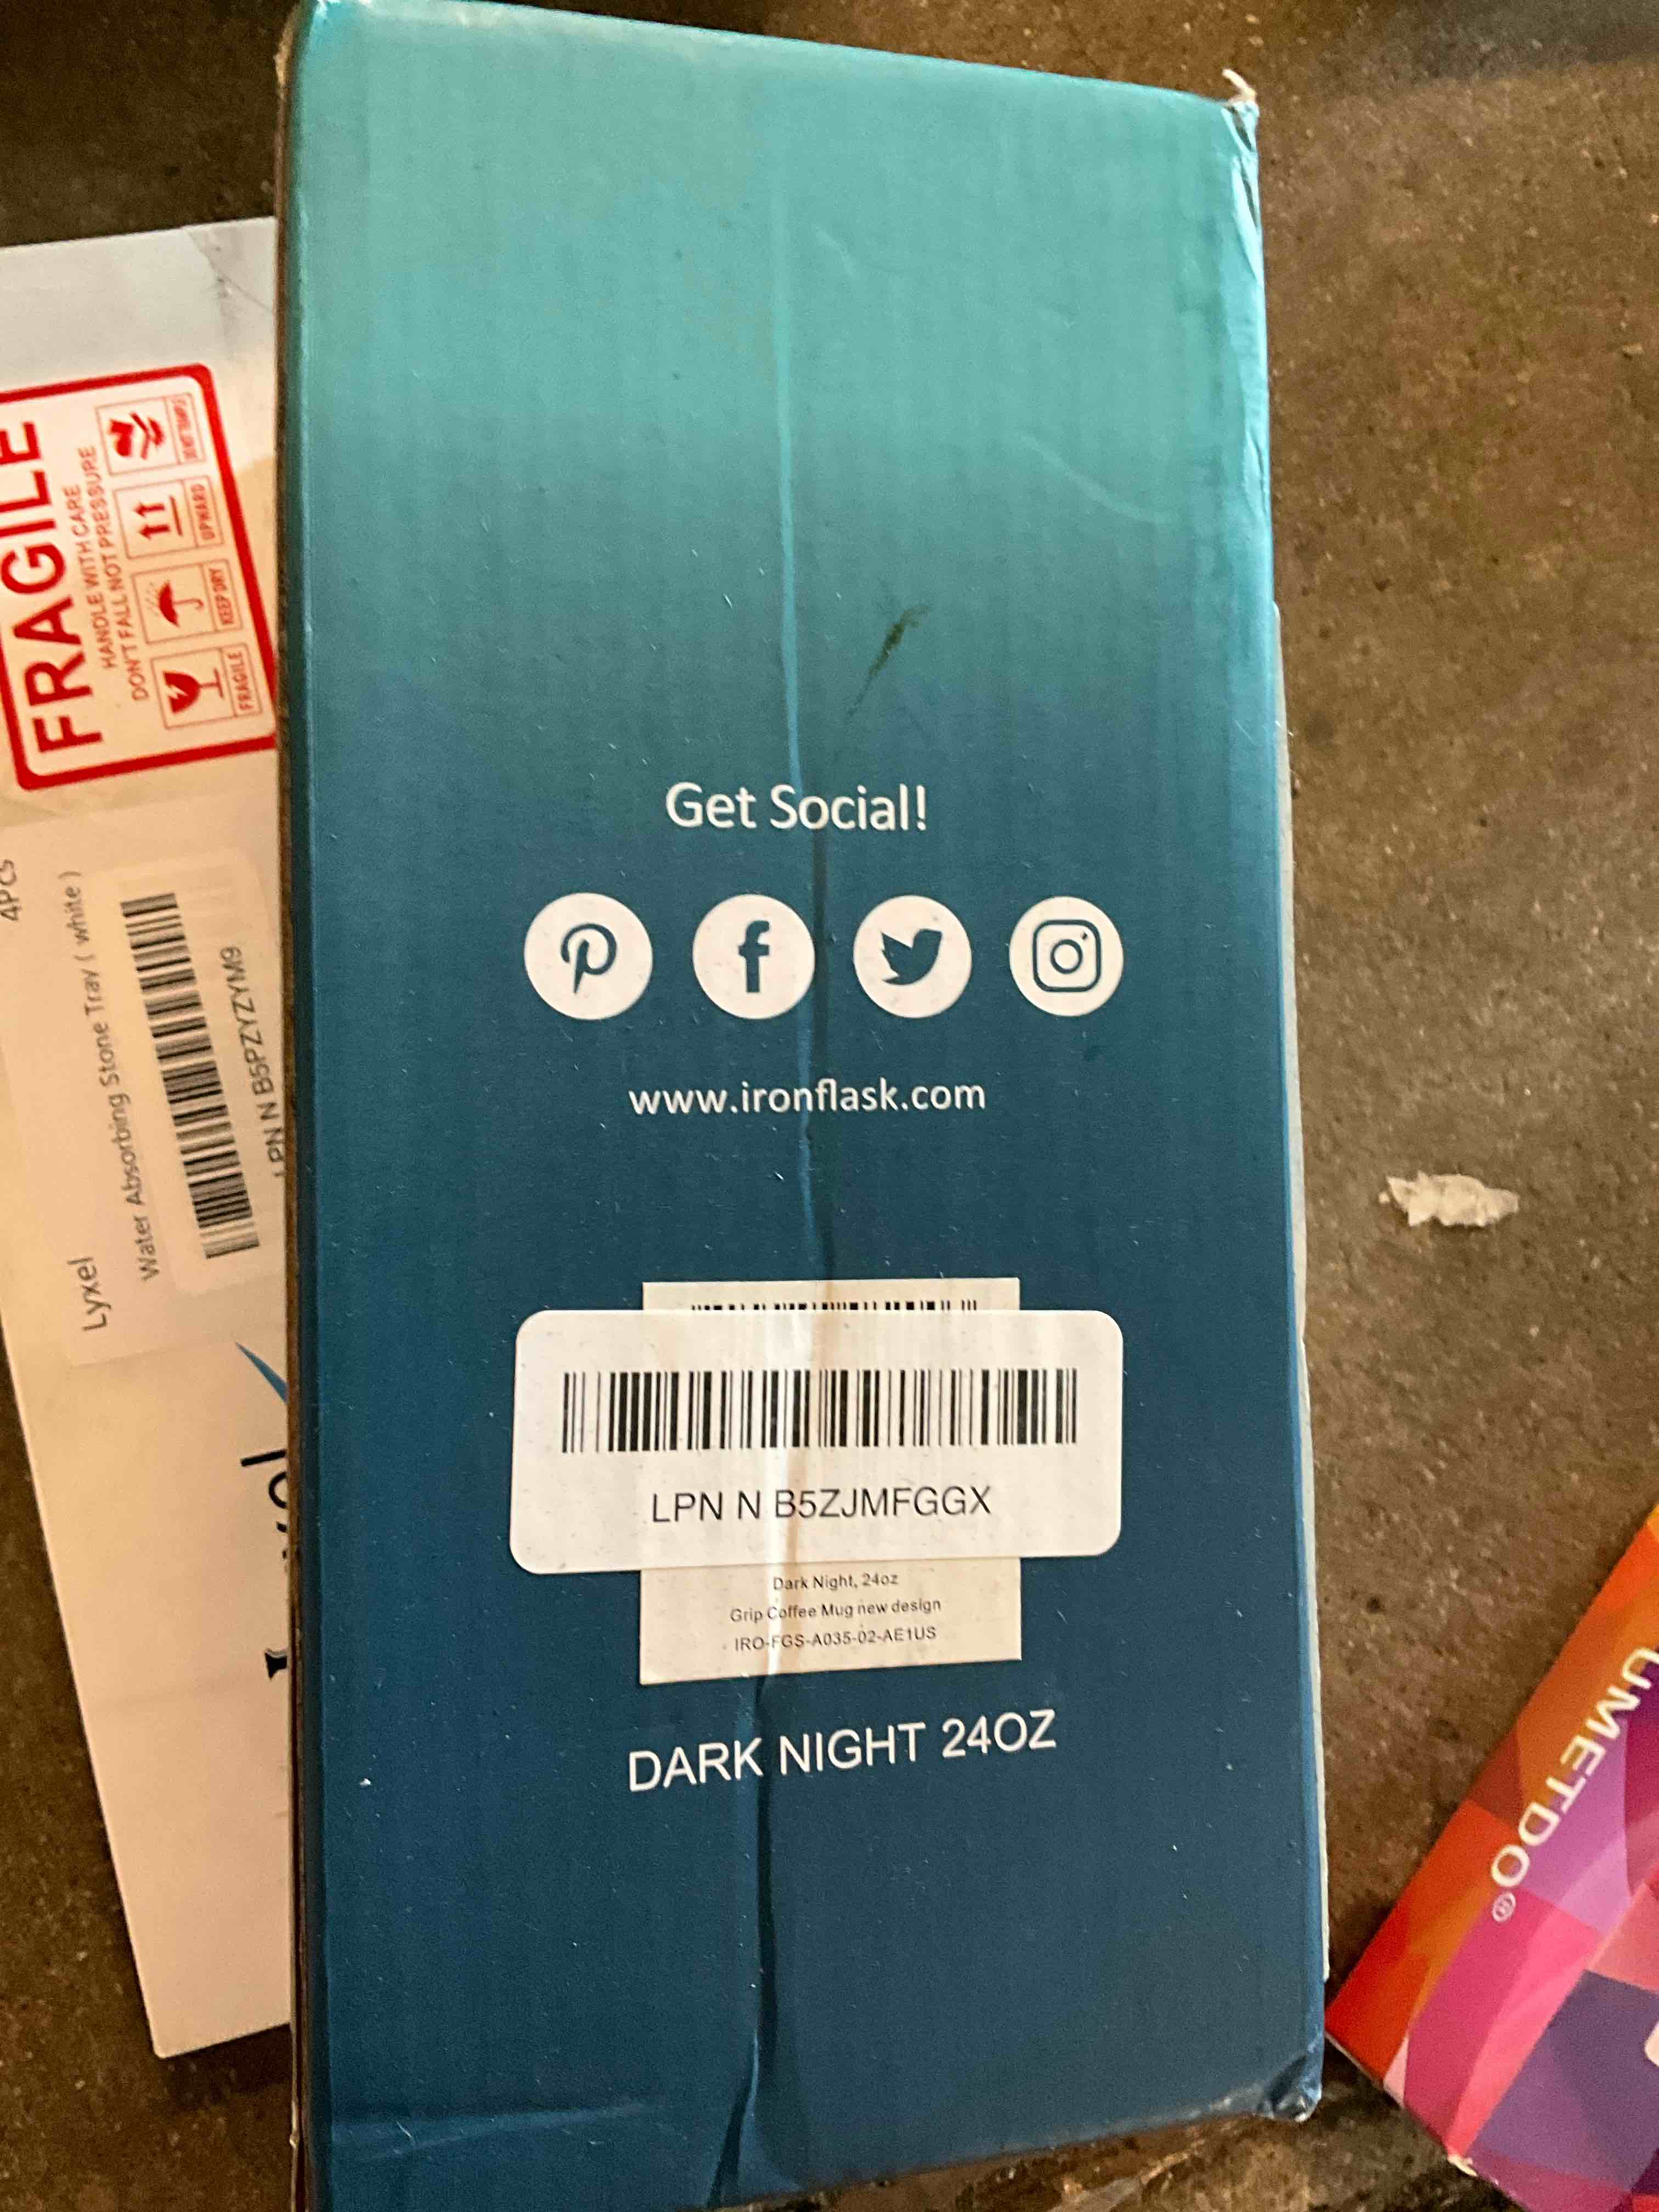 FRAGILE
HANDLE WITH CARE
DON'T FALL NOT PRESSURE
FRAGILE
KEEP DRY
UPWARD
4Pcs
Lyxel
Water Absorbing Stone Tray ( white )
LPN N B5PZYZYM9
Get Social!
www.ironflask.com
LPN N B5ZJMFGGX
Dark Night, 24oz
Grip Coffee Mug new design
IRO-FGS-A035-02-AE1US
DARK NIGHT 24OZ
UMETDO®